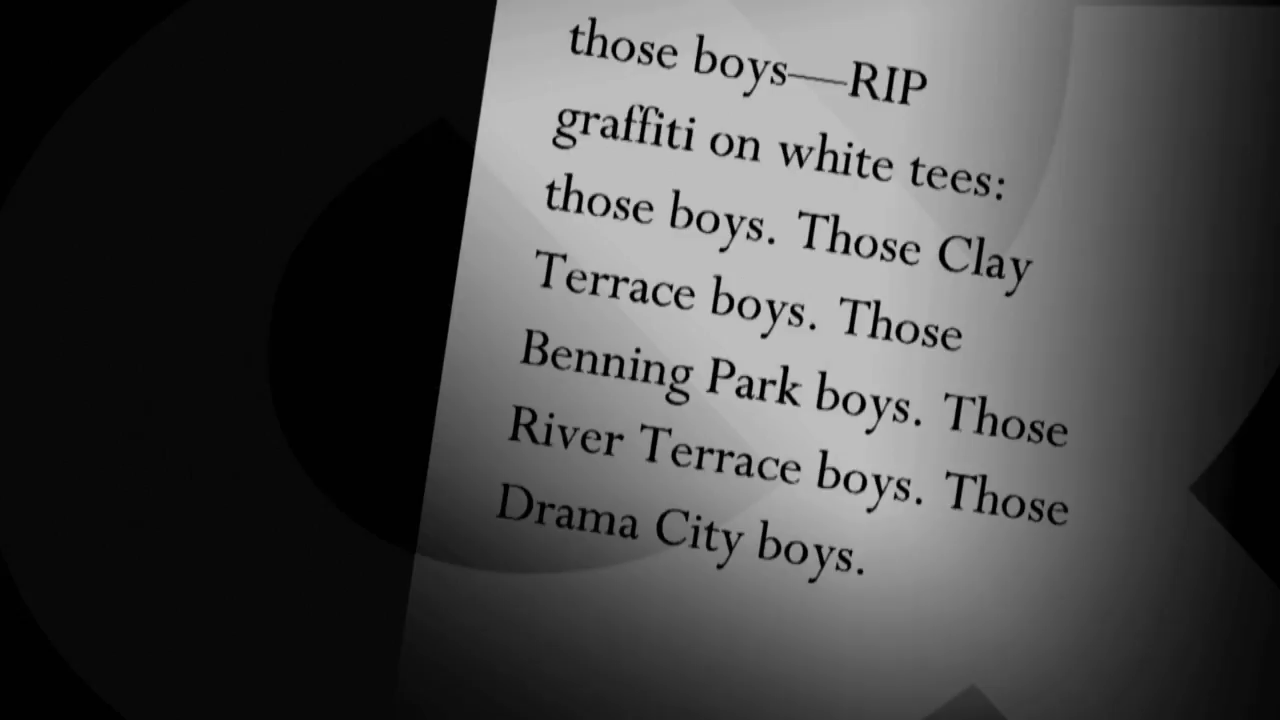 those boys—RIP
graffiti on white tees:
those boys. Those Clay
Terrace boys. Those
Benning Park boys. Those
River Terrace boys. Those
Drama City boys.